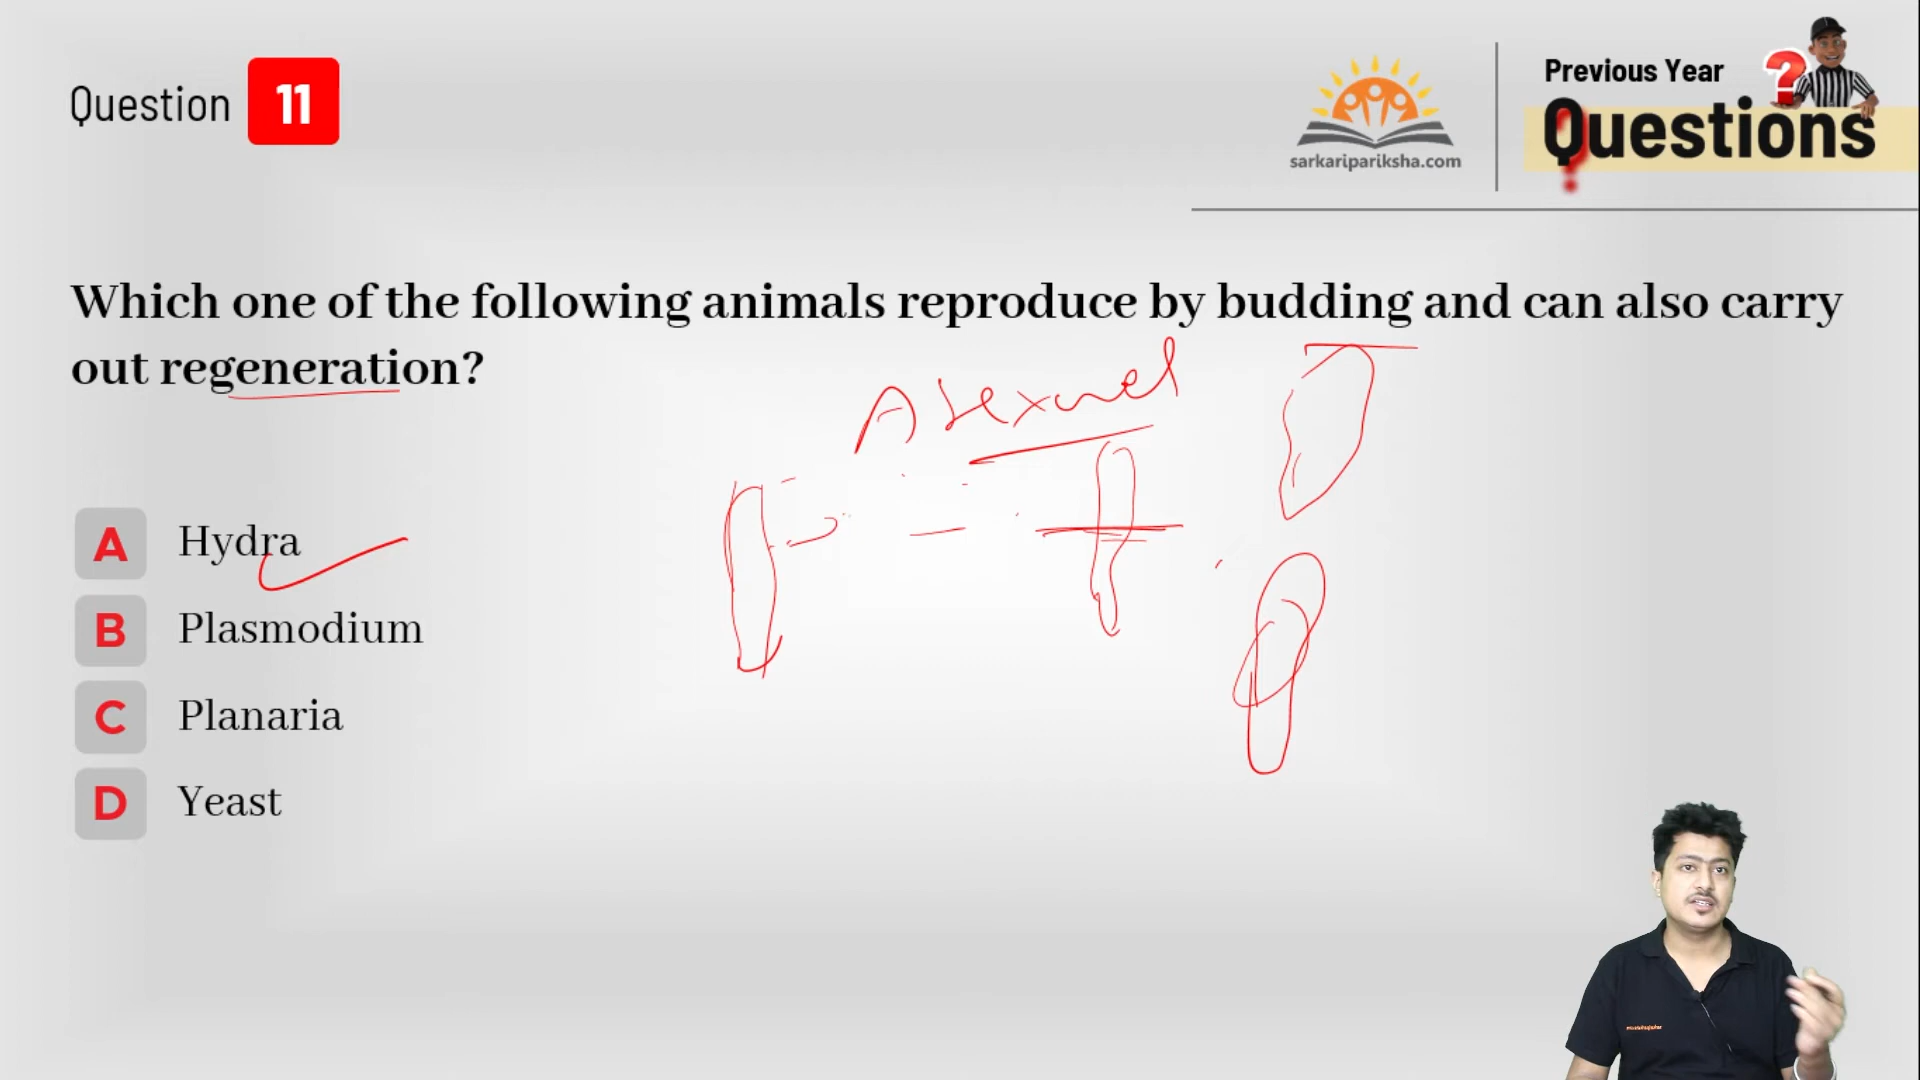 Question 11
sarkaripariksha.com
Previous Year
Questions
Which one of the following animals reproduce by budding and can also carry
out regeneration?
Asexual
A Hydra
B Plasmodium
C Planaria
D Yeast